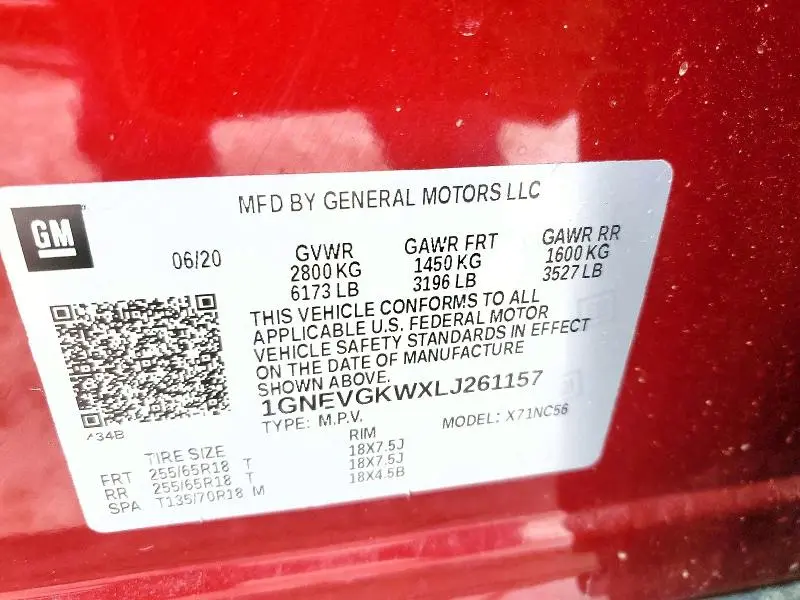 MFD BY GENERAL MOTORS LLC
GM
06/20
GVWR
2800 KG
6173 LB
GAWR FRT
1450 KG
3196 LB
GAWR RR
1600 KG
3527 LB
THIS VEHICLE CONFORMS TO ALL
APPLICABLE U.S. FEDERAL MOTOR
VEHICLE SAFETY STANDARDS IN EFFECT
ON THE DATE OF MANUFACTURE
SHOWN ABOVE.
1GNEVGKWXLJ261157
TYPE: M.P.V.
MODEL: X71NC56
TIRE SIZE RIM
FRT 255/65R18 T 18X7.5J
RR 255/65R18 T 18X7.5J
SPA T135/70R18 M 18X4.5B